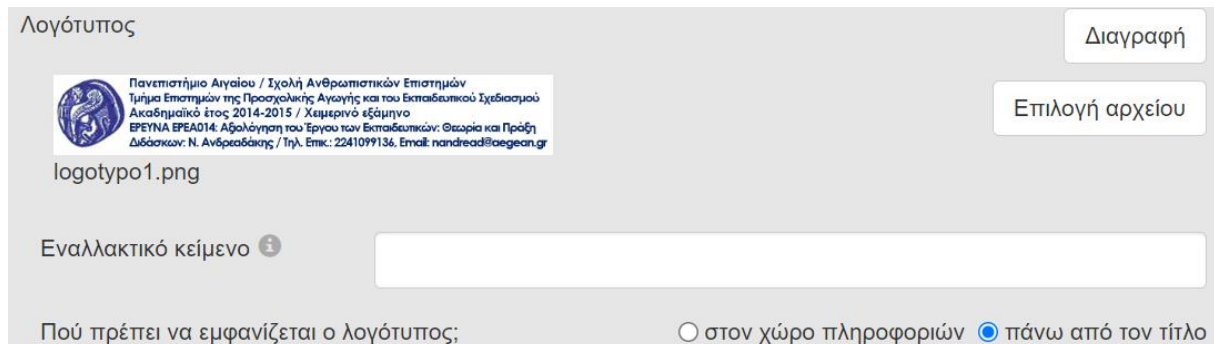 Λογότυπος
Διαγραφή
Πανεπιστήμιο Αιγαίου / Σχολή Ανθρωπιστικών Επιστημών
Τμήμα Επιστημών της Προσχολικής Αγωγής και του Εκπαιδευτικού Σχεδιασμού
Ακαδημαϊκό έτος 2014-2015 / Χειμερινό εξάμηνο
ΕΡΕΥΝΑ ΕΡΕΑ014: Αξιολόγηση του Έργου των Εκπαιδευτικών: Θεωρία και Πράξη
Διδάσκων: Ν. Ανδρεαδάκης / Τηλ. Επικ.: 2241099136, Email: nandread@aegean.gr
Επιλογή αρχείου
logotypo1.png
Εναλλακτικό κείμενο
Πού πρέπει να εμφανίζεται ο λογότυπος; στον χώρο πληροφοριών πάνω από τον τίτλο